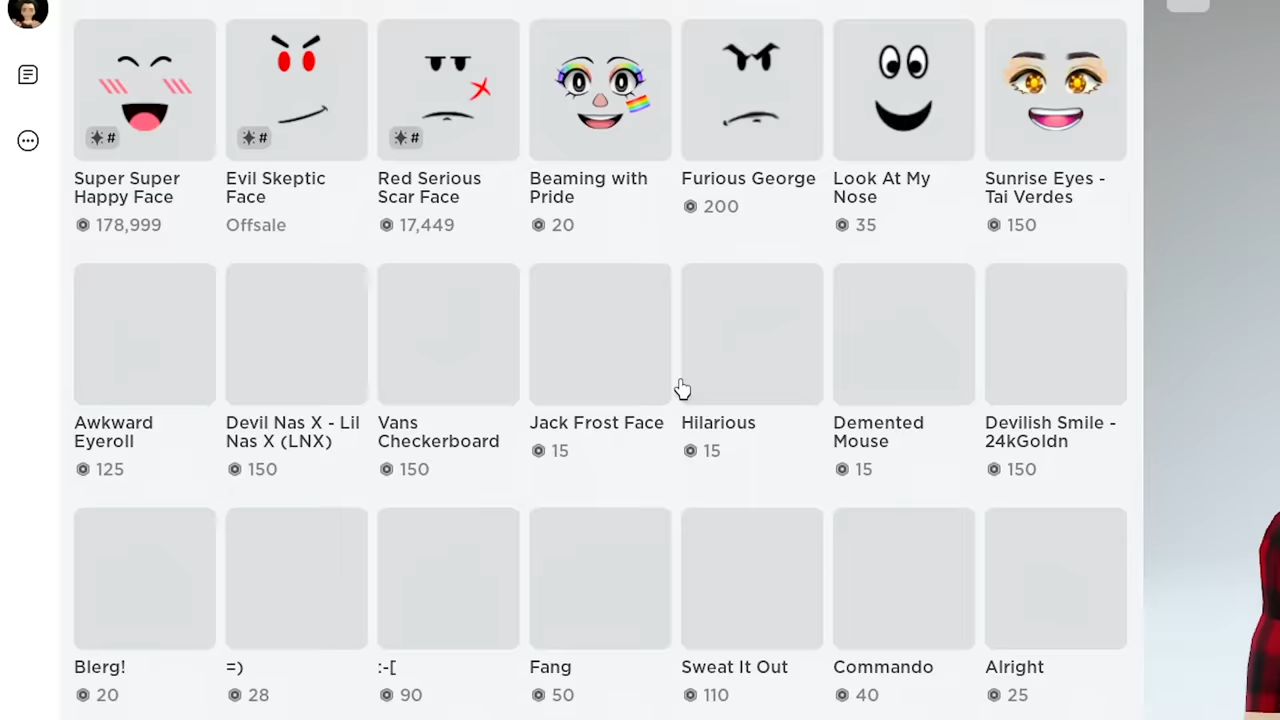 #
#
#
Super Super
Happy Face
178,999
Evil Skeptic
Face
Offsale
Red Serious
Scar Face
17,449
Beaming with
Pride
20
Furious George
200
Look At My
Nose
35
Sunrise Eyes -
Tai Verdes
150
Awkward
Eyeroll
125
Devil Nas X - Lil
Nas X (LNX)
150
Vans
Checkerboard
150
Jack Frost Face
15
Hilarious
15
Demented
Mouse
15
Devilish Smile -
24kGoldn
150
Blerg!
20
=)
28
:-[
90
Fang
50
Sweat It Out
110
Commando
40
Alright
25